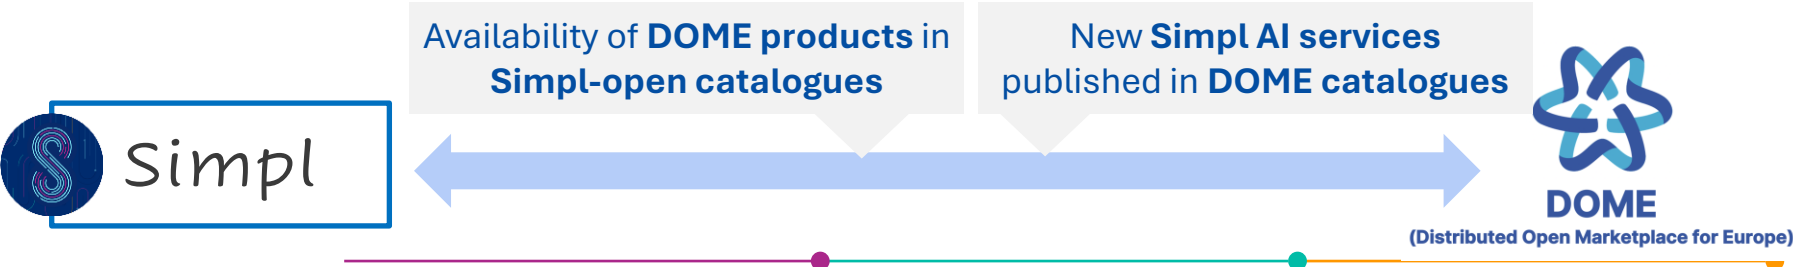 Availability of DOME products in
Simpl-open catalogues
New Simpl AI services
published in DOME catalogues
Simpl
DOME
(Distributed Open Marketplace for Europe)